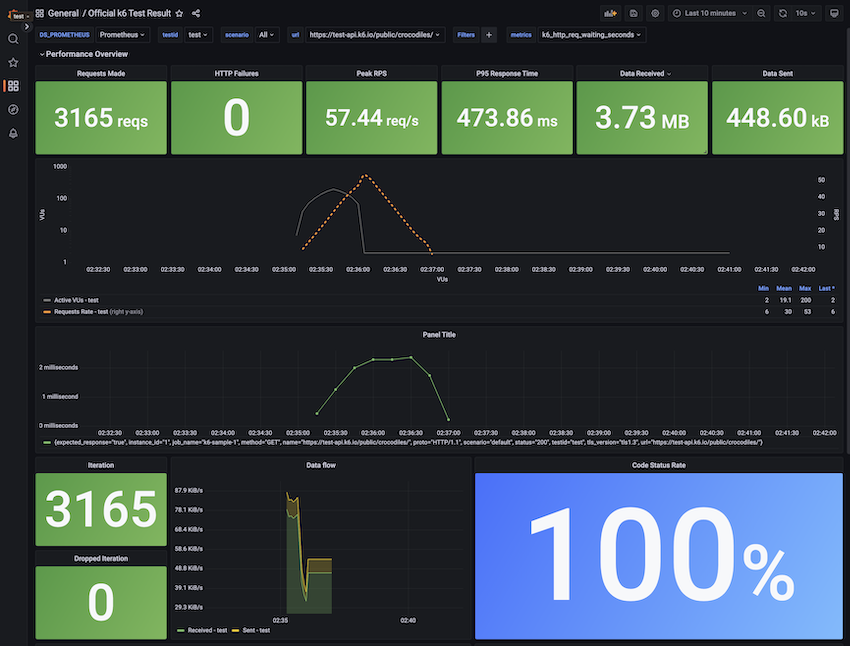 General / Official k6 Test Result
Last 10 minutes
10s
test
DS_PROMETHEUS Prometheus testid test scenario All url https://test-api.k6.io/public/crocodiles/ Filters + metrics k6_http_req_waiting_seconds
Performance Overview
Requests Made HTTP Failures Peak RPS P95 Response Time Data Received Data Sent
3165 reqs 0 57.44 req/s 473.86 ms 3.73 MB 448.60 kB
1000
100
10
1
VUs
50
40
30
20
10
RPS
02:32:30 02:33:00 02:33:30 02:34:00 02:34:30 02:35:00 02:35:30 02:36:00 02:36:30 02:37:00 02:37:30 02:38:00 02:38:30 02:39:00 02:39:30 02:40:00 02:40:30 02:41:00 02:41:30 02:42:00
VUs
Min Mean Max Last *
Active VUs - test 2 19.1 200 2
Requests Rate - test (right y-axis) 6 30 53 6
Panel Title
2 milliseconds
1 millisecond
0 milliseconds
02:32:30 02:33:00 02:33:30 02:34:00 02:34:30 02:35:00 02:35:30 02:36:00 02:36:30 02:37:00 02:37:30 02:38:00 02:38:30 02:39:00 02:39:30 02:40:00 02:40:30 02:41:00 02:41:30 02:42:00
{expected_response="true", instance_id="1", job_name="k6-sample-1", method="GET", name="https://test-api.k6.io/public/crocodiles/", proto="HTTP/1.1", scenario="default", status="200", testid="test", tls_version="tls1.3", url="https://test-api.k6.io/public/crocodiles/"}
Iteration
3165
Dropped Iteration
0
Data flow
87.9 KiB/s
78.1 KiB/s
68.4 KiB/s
58.6 KiB/s
48.8 KiB/s
39.1 KiB/s
29.3 KiB/s
02:35 02:40
Received - test Sent - test
Code Status Rate
100%